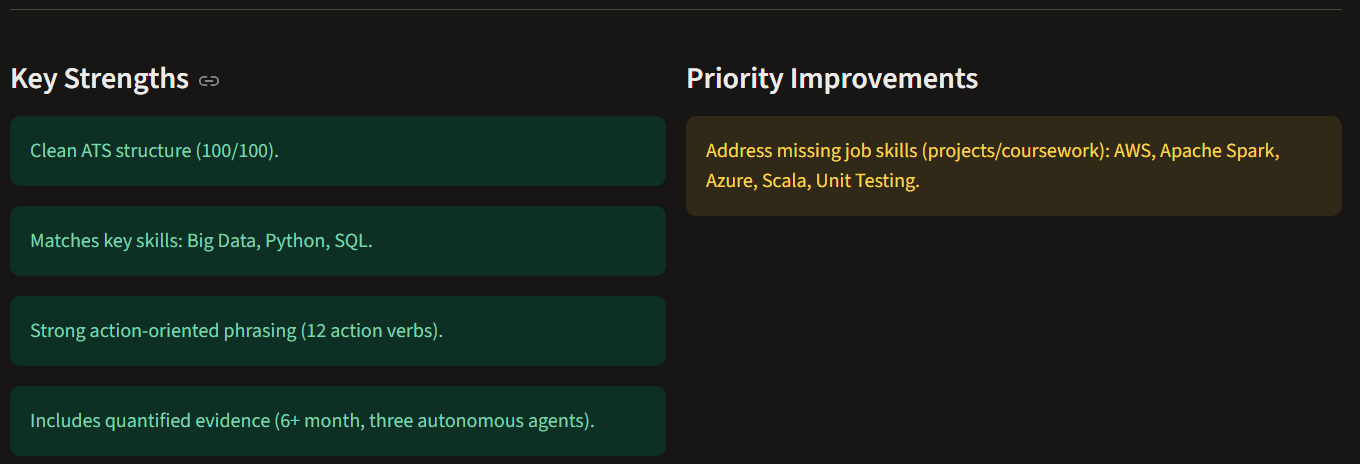 Key Strengths
Clean ATS structure (100/100).
Matches key skills: Big Data, Python, SQL.
Strong action-oriented phrasing (12 action verbs).
Includes quantified evidence (6+ month, three autonomous agents).
Priority Improvements
Address missing job skills (projects/coursework): AWS, Apache Spark,
Azure, Scala, Unit Testing.